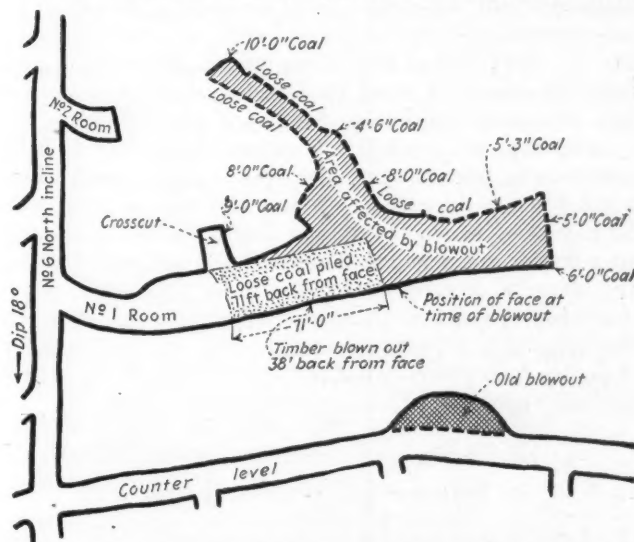 10'-0" Coal
Loose coal
Loose coal
Nº2 Room
4'-6" Coal
5'-3" Coal
8'-0" Coal
8'-0" Coal
Loose coal
Area affected by blowout
9'-0" Coal
5'-0" Coal
Crosscut
Nº6 North incline
Loose coal piled
71ft back from face
6'-0" Coal
Nº1 Room
Position of face at
time of blowout
71'-0"
Dip 18°
Timber blown out
38' back from face
Old blowout
Counter level